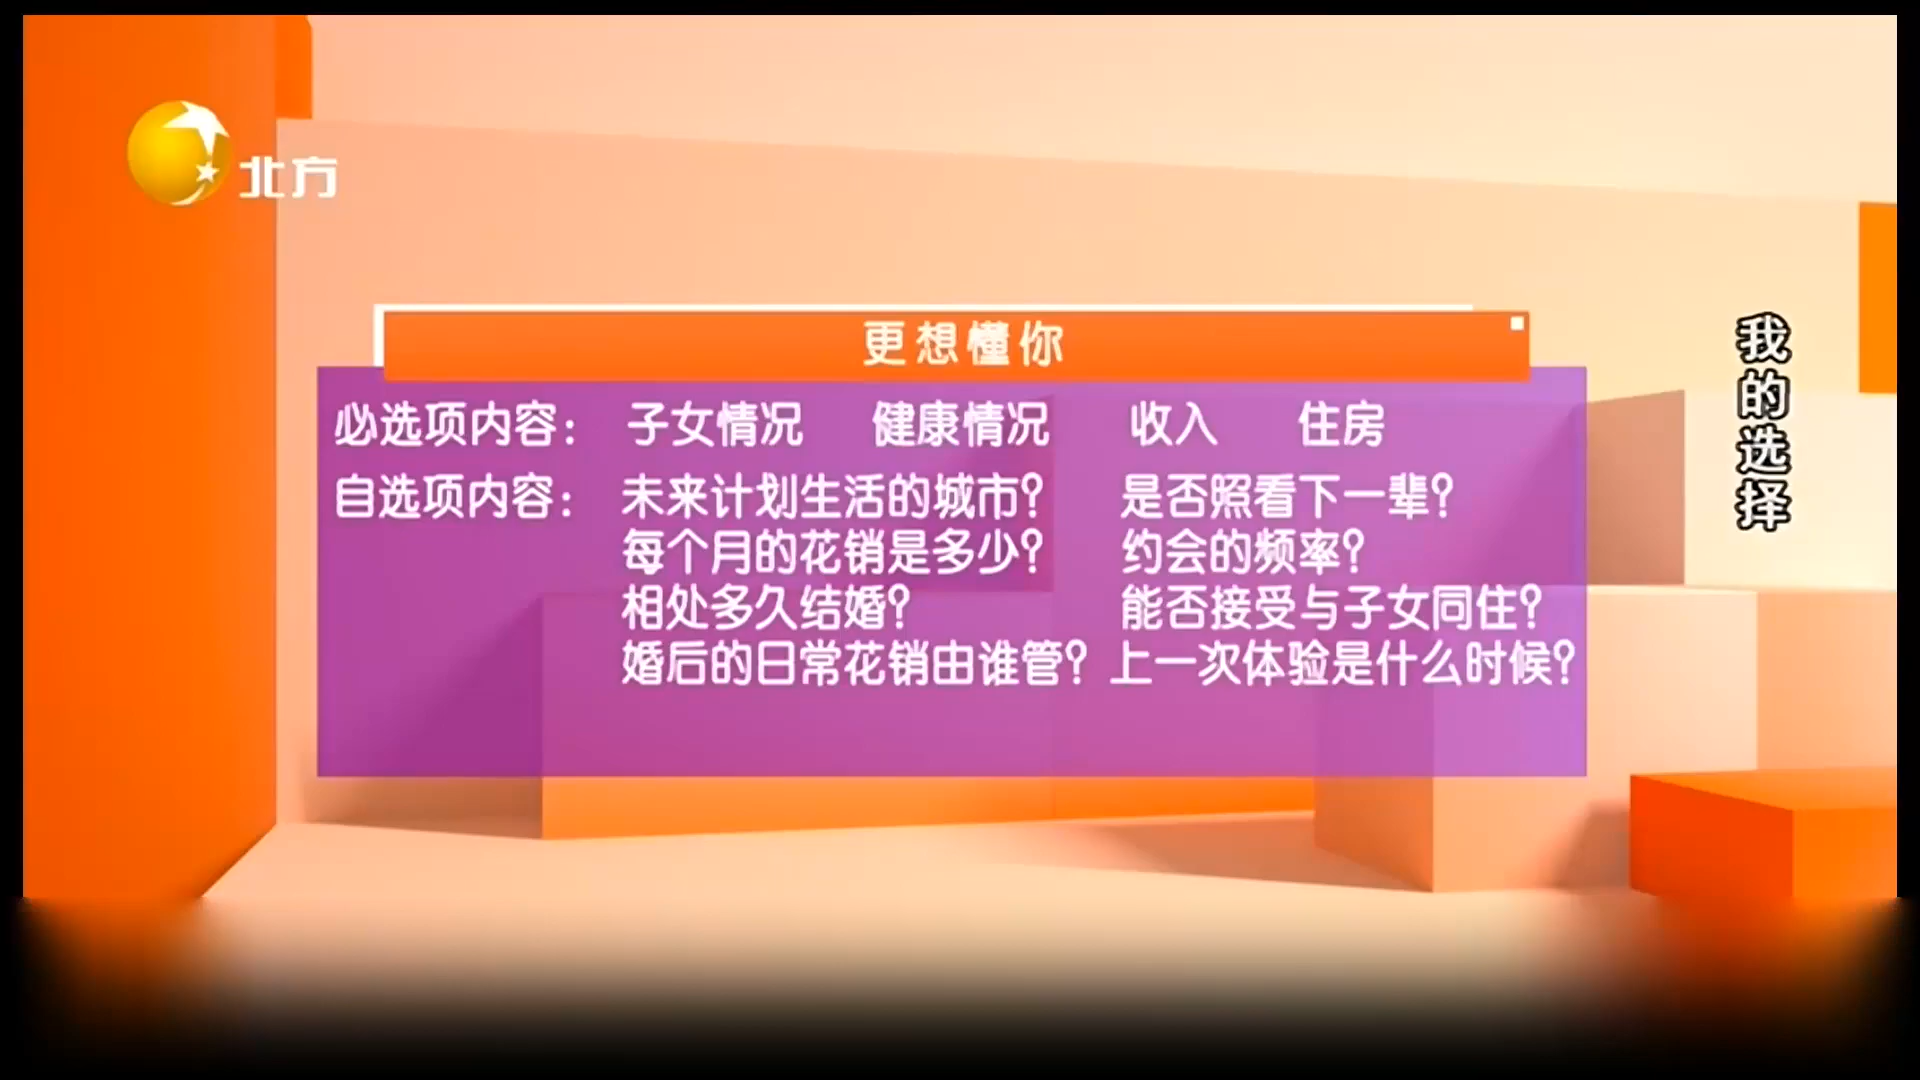 北方
更想懂你
必选项内容: 子女情况 健康情况 收入 住房
自选项内容: 未来计划生活的城市? 是否照看下一辈?
每个月的花销是多少? 约会的频率?
相处多久结婚? 能否接受与子女同住?
婚后的日常花销由谁管? 上一次体验是什么时候?
我的选择